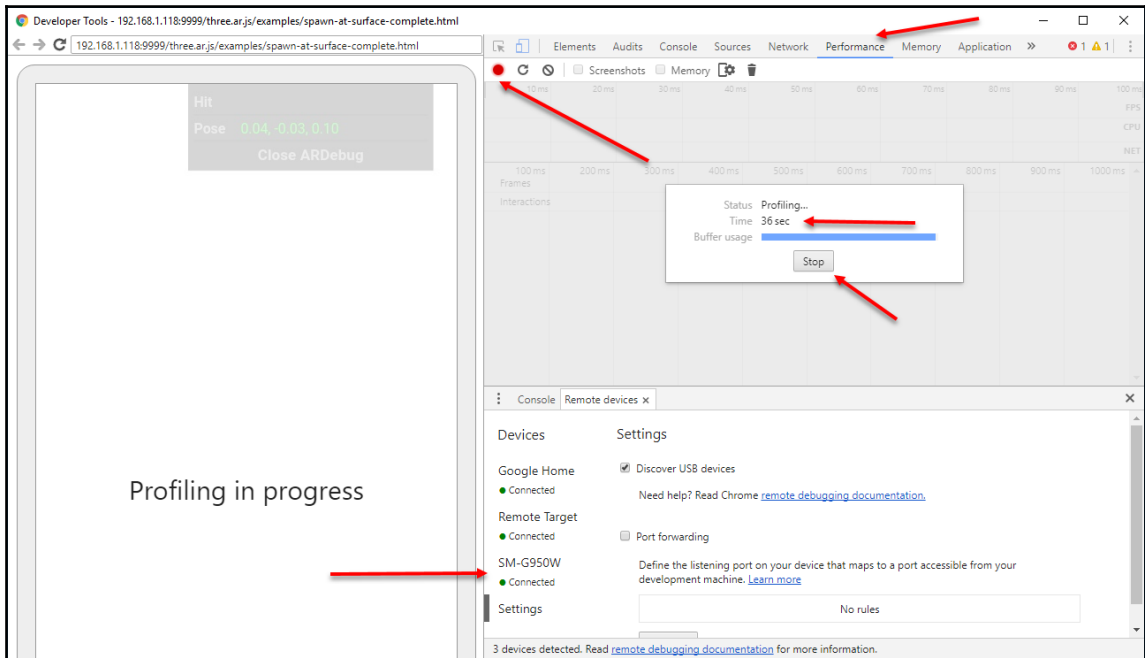 Developer Tools - 192.168.1.118:9999/three.ar.js/examples/spawn-at-surface-complete.html
192.168.1.118:9999/three.ar.js/examples/spawn-at-surface-complete.html
Elements Audits Console Sources Network Performance Memory Application » 1 1
Screenshots Memory
10 ms 20 ms 30 ms 40 ms 50 ms 60 ms 70 ms 80 ms 90 ms 100 ms
FPS
CPU
NET
100 ms 200 ms 300 ms 400 ms 500 ms 600 ms 700 ms 800 ms 900 ms 1000 ms
Frames
Interactions
Hit
Pose 0.04, -0.03, 0.10
Close ARDebug
Status Profiling...
Time 36 sec
Buffer usage
Stop
Profiling in progress
Console Remote devices x
Devices
Google Home
Connected
Remote Target
Connected
SM-G950W
Connected
Settings
Settings
Discover USB devices
Need help? Read Chrome remote debugging documentation.
Port forwarding
Define the listening port on your device that maps to a port accessible from your
development machine. Learn more
No rules
3 devices detected. Read remote debugging documentation for more information.